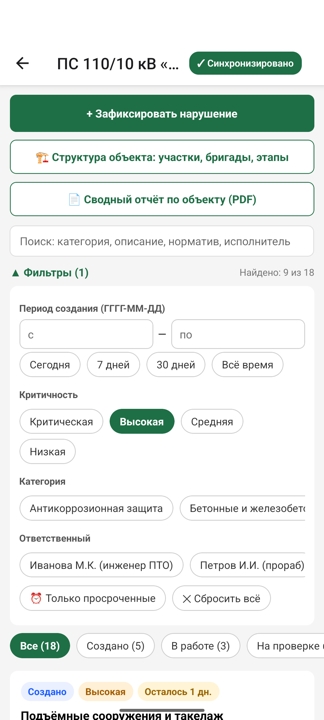 ПС 110/10 кВ «...
✓ Синхронизировано
+ Зафиксировать нарушение
🏗️ Структура объекта: участки, бригады, этапы
📄 Сводный отчёт по объекту (PDF)
Поиск: категория, описание, норматив, исполнитель
▲ Фильтры (1)
Найдено: 9 из 18
Период создания (ГГГГ-ММ-ДД)
с — по
Сегодня 7 дней 30 дней Всё время
Критичность
Критическая Высокая Средняя
Низкая
Категория
Антикоррозионная защита Бетонные и железобето
Ответственный
Иванова М.К. (инженер ПТО) Петров И.И. (прораб)
⏰ Только просроченные ✕ Сбросить всё
Все (18) Создано (5) В работе (3) На проверке (
Создано Высокая Осталось 1 дн.
Подъёмные сооружения и такелаж